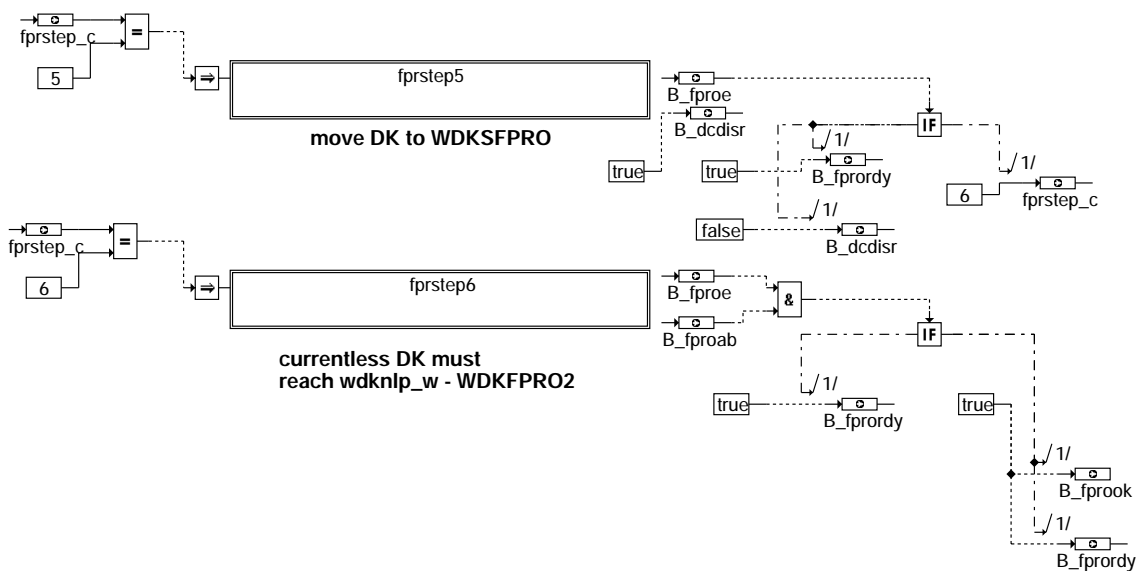 fprstep_c
=
5
⇒
fprstep5
move DK to WDKSFPRO
B_fproe
B_dcdisr
true
true
IF
/1/
B_fprordy
/1/
6
fprstep_c
/1/
false
B_dcdisr
fprstep_c
=
6
⇒
fprstep6
currentless DK must
reach wdknlp_w - WDKFPRO2
B_fproe
B_fproab
&
IF
/1/
true
B_fprordy
true
/1/
B_fprook
/1/
B_fprordy